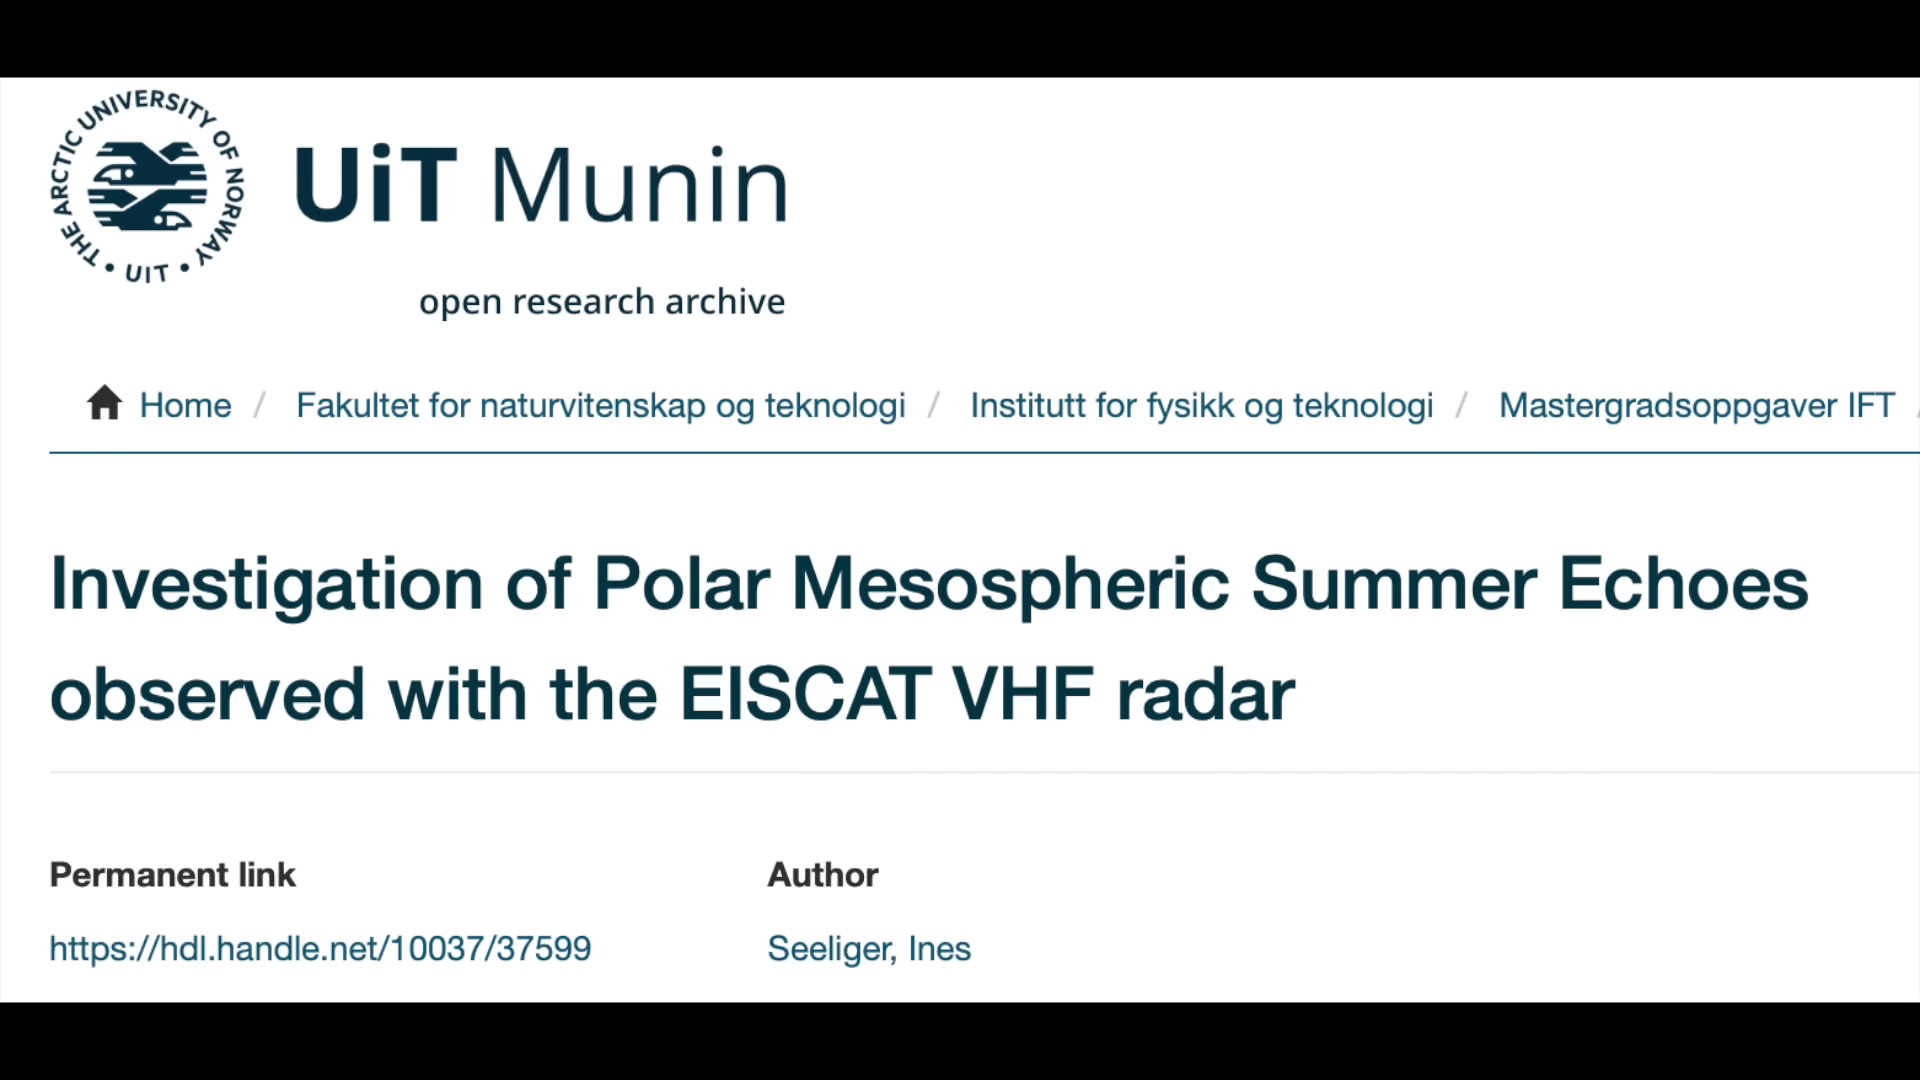 THE ARCTIC UNIVERSITY OF NORWAY • UIT •
UiT Munin
open research archive
Home / Fakultet for naturvitenskap og teknologi / Institutt for fysikk og teknologi / Mastergradsoppgaver IFT /
Investigation of Polar Mesospheric Summer Echoes
observed with the EISCAT VHF radar
Permanent link
Author
https://hdl.handle.net/10037/37599
Seeliger, Ines